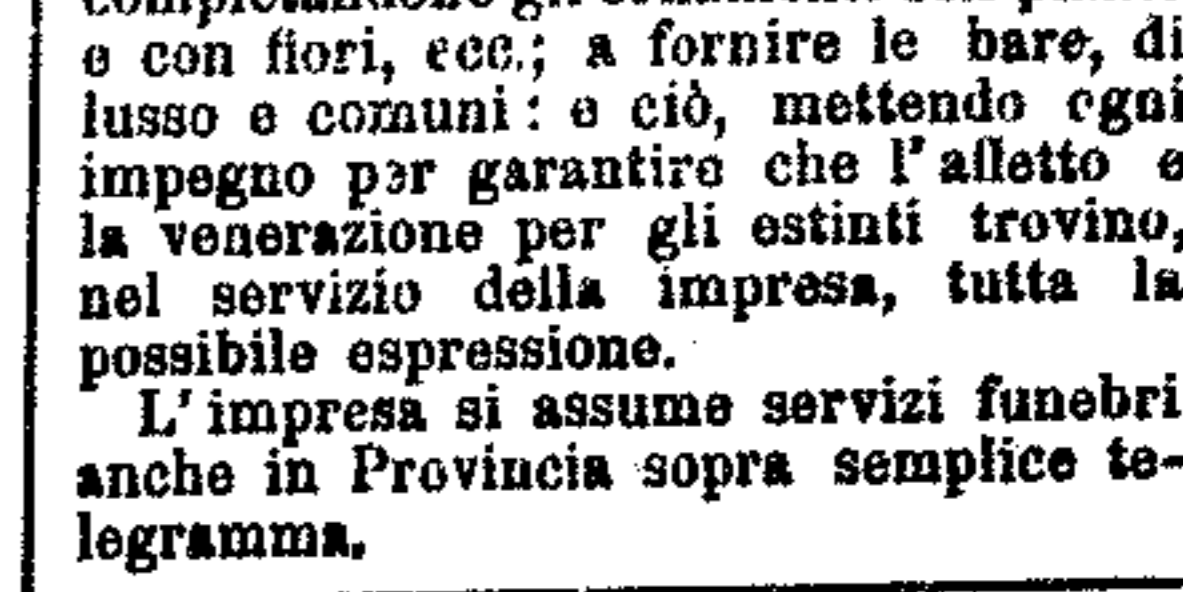 e con fiori, ecc.; a fornire le bare, di
lusso e comuni: e ciò, mettendo ogni
impegno per garantire che l'affetto e
la venerazione per gli estinti trovino,
nel servizio della impresa, tutta la
possibile espressione.
L'impresa si assume servizi funebri
anche in Provincia sopra semplice te-
legramma.